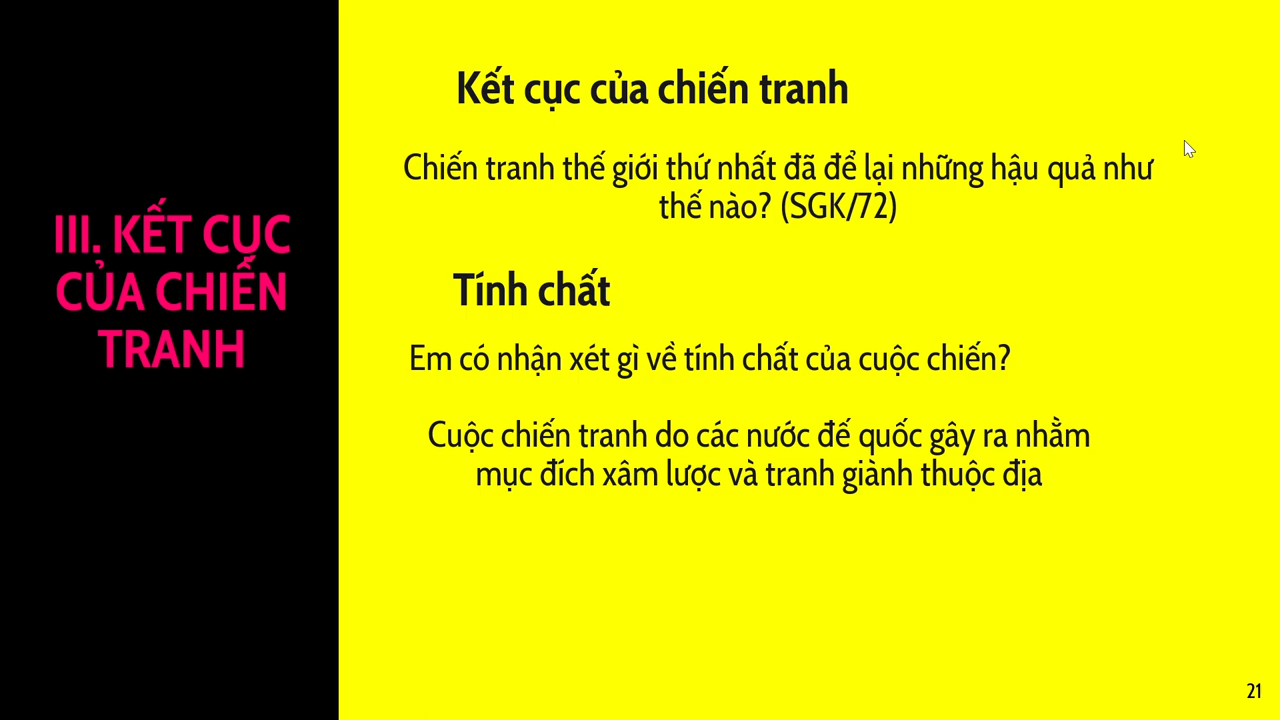 III. KẾT CỤC
CỦA CHIẾN
TRANH
Kết cục của chiến tranh
Chiến tranh thế giới thứ nhất đã để lại những hậu quả như
thế nào? (SGK/72)
Tính chất
Em có nhận xét gì về tính chất của cuộc chiến?
Cuộc chiến tranh do các nước đế quốc gây ra nhằm
mục đích xâm lược và tranh giành thuộc địa
21